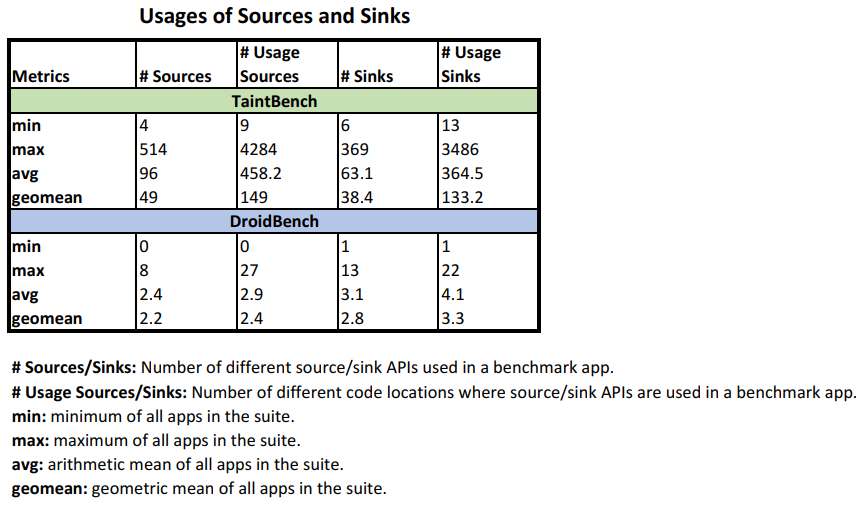 Usages of Sources and Sinks
Metrics # Sources # Usage Sources # Sinks # Usage Sinks
TaintBench
min 4 9 6 13
max 514 4284 369 3486
avg 96 458.2 63.1 364.5
geomean 49 149 38.4 133.2
DroidBench
min 0 0 1 1
max 8 27 13 22
avg 2.4 2.9 3.1 4.1
geomean 2.2 2.4 2.8 3.3
# Sources/Sinks: Number of different source/sink APIs used in a benchmark app.
# Usage Sources/Sinks: Number of different code locations where source/sink APIs are used in a benchmark app.
min: minimum of all apps in the suite.
max: maximum of all apps in the suite.
avg: arithmetic mean of all apps in the suite.
geomean: geometric mean of all apps in the suite.